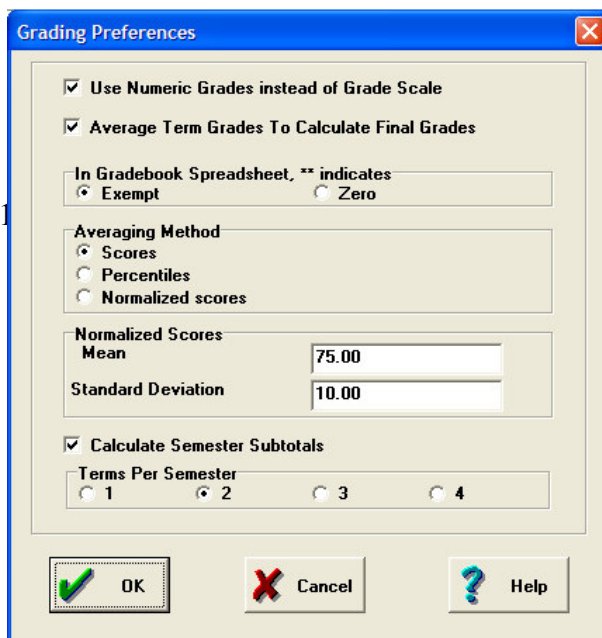 Grading Preferences
Use Numeric Grades instead of Grade Scale
Average Term Grades To Calculate Final Grades
In Gradebook Spreadsheet, ** indicates
Exempt Zero
1
Averaging Method
Scores
Percentiles
Normalized scores
Normalized Scores
Mean 75.00
Standard Deviation 10.00
Calculate Semester Subtotals
Terms Per Semester
1 2 3 4
OK Cancel ? Help